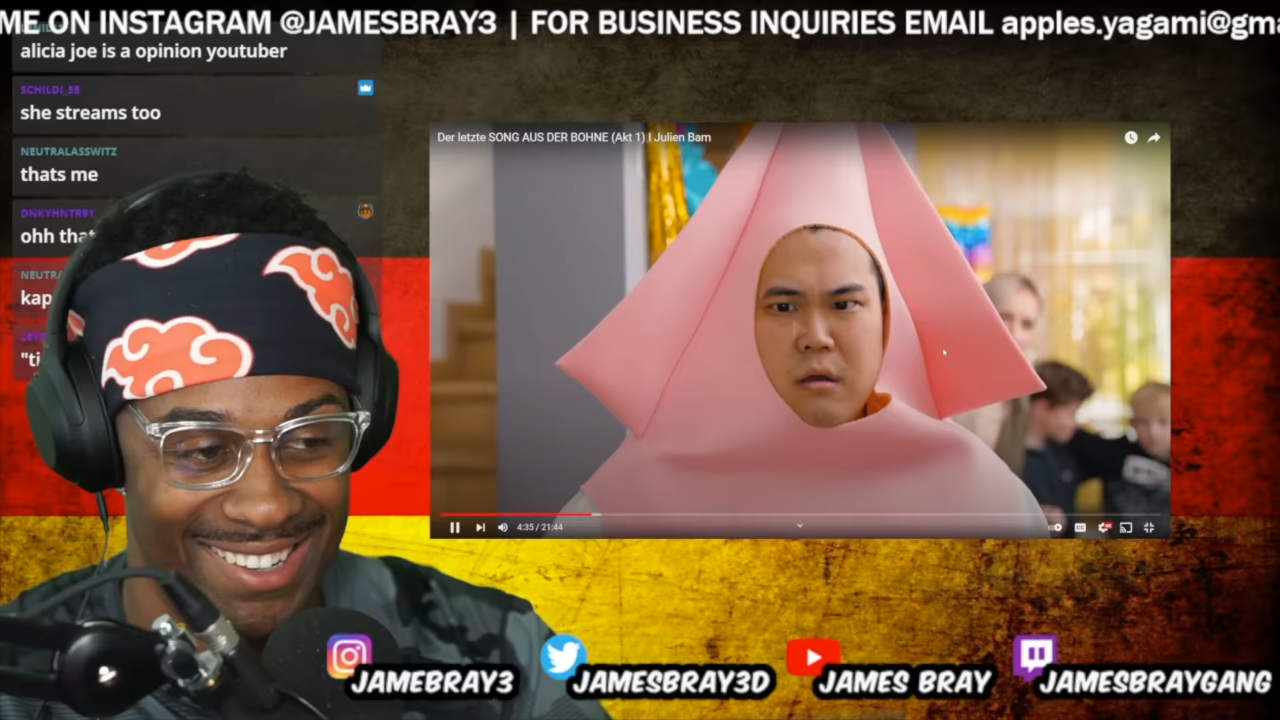 ME ON INSTAGRAM @JAMESBRAY3 | FOR BUSINESS INQUIRIES EMAIL apples.yagami@gma
alicia joe is a opinion youtuber
SCHILDI_55
she streams too
NEUTRALASSWITZ
thats me
DNKYHNTR81
ohh that
NEUTRA
kap
"ti
Der letzte SONG AUS DER BOHNE (Akt 1) I Julien Bam
4:35 / 21:44
JAMEBRAY3
JAMESBRAY3D
JAMES BRAY
JAMESBRAYGANG